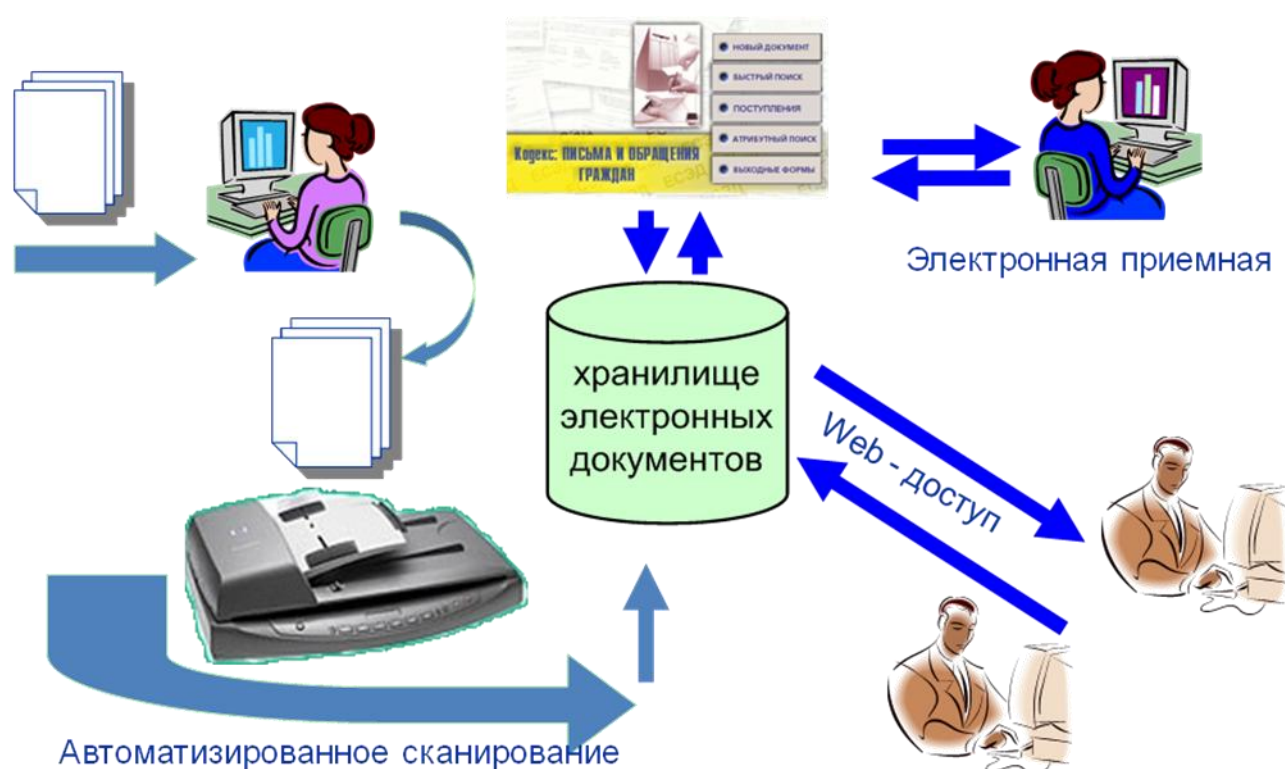 НОВЫЙ ДОКУМЕНТ
БЫСТРЫЙ ПОИСК
ПОСТУПЛЕНИЯ
АТРИБУТНЫЙ ПОИСК
ВЫХОДНЫЕ ФОРМЫ
Кодекс: ПИСЬМА И ОБРАЩЕНИЯ
ГРАЖДАН
ЕСЭД
Электронная приемная
хранилище
электронных
документов
Web - доступ
Автоматизированное сканирование